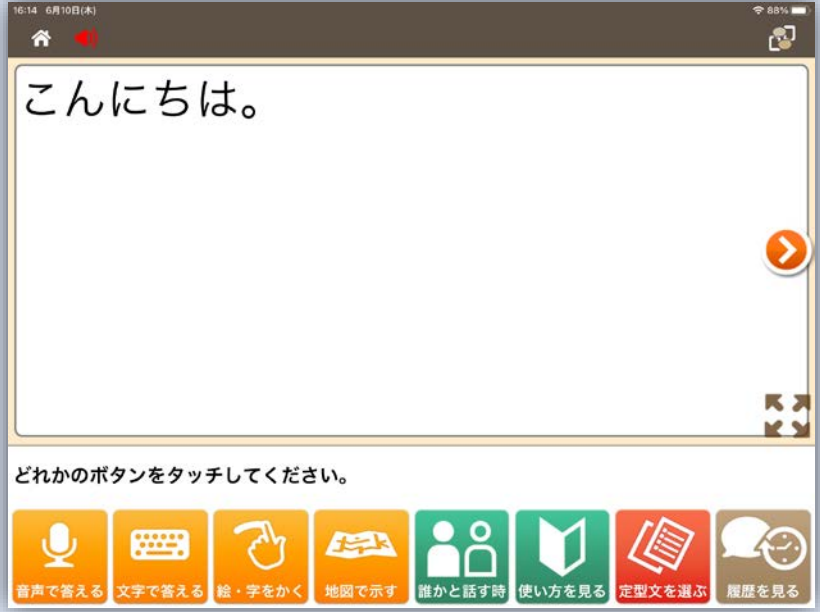 16:14 6月10日(木) 88%
こんにちは。
どれかのボタンをタッチしてください。
音声で答える 文字で答える 絵・字をかく 地図で示す 誰かと話す時 使い方を見る 定型文を選ぶ 履歴を見る